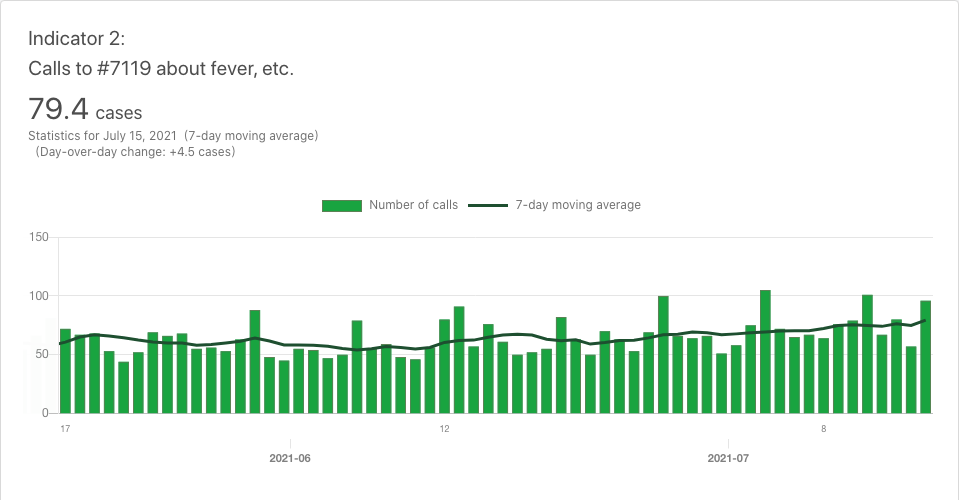 Indicator 2:
Calls to #7119 about fever, etc.
79.4 cases
Statistics for July 15, 2021 (7-day moving average)
(Day-over-day change: +4.5 cases)
Number of calls 7-day moving average
150
100
50
0
17 12 8
2021-06 2021-07